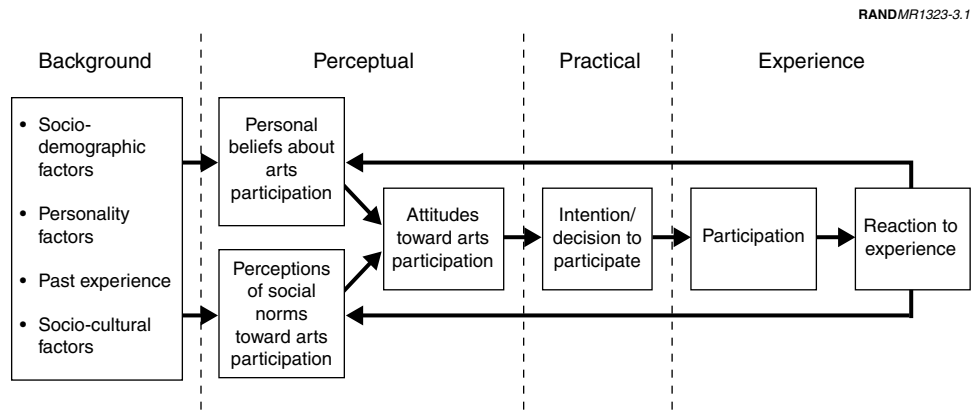 RANDMR1323-3.1
Background
Perceptual
Practical
Experience
• Socio-
demographic
factors
• Personality
factors
• Past experience
• Socio-cultural
factors
Personal
beliefs about
arts
participation
Perceptions
of social
norms
toward arts
participation
Attitudes
toward arts
participation
Intention/
decision to
participate
Participation
Reaction to
experience